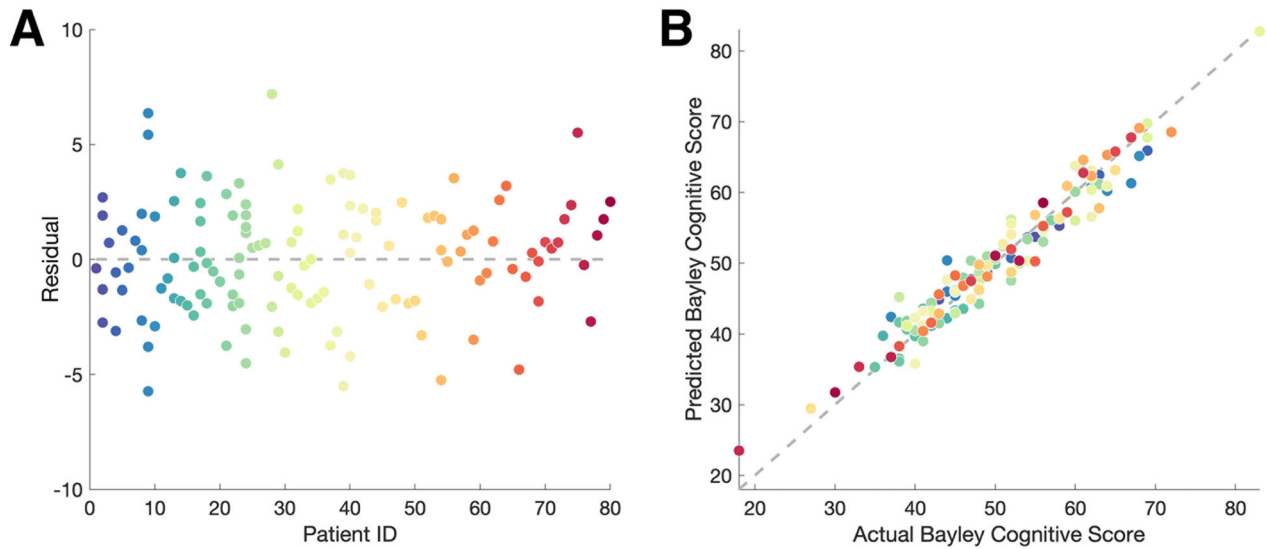 A
10
5
0
-5
-10
Residual
0 10 20 30 40 50 60 70 80
Patient ID
B
80
70
60
50
40
30
20
Predicted Bayley Cognitive Score
20 30 40 50 60 70 80
Actual Bayley Cognitive Score